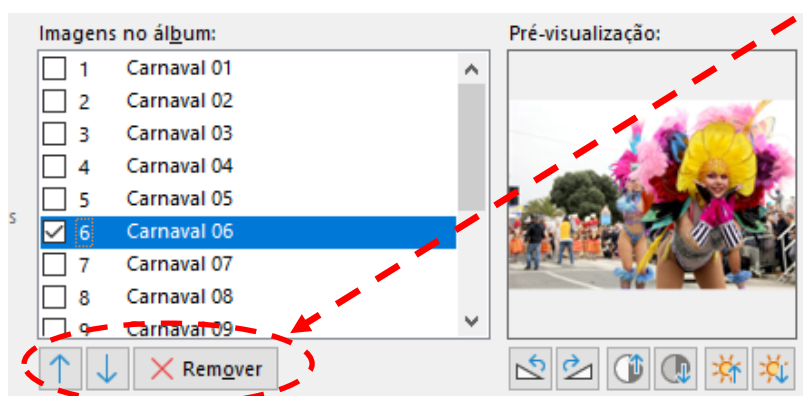 Imagens no álbum:
1 Carnaval 01
2 Carnaval 02
3 Carnaval 03
4 Carnaval 04
5 Carnaval 05
6 Carnaval 06
7 Carnaval 07
8 Carnaval 08
9 Carnaval 09
Remover
Pré-visualização:
s